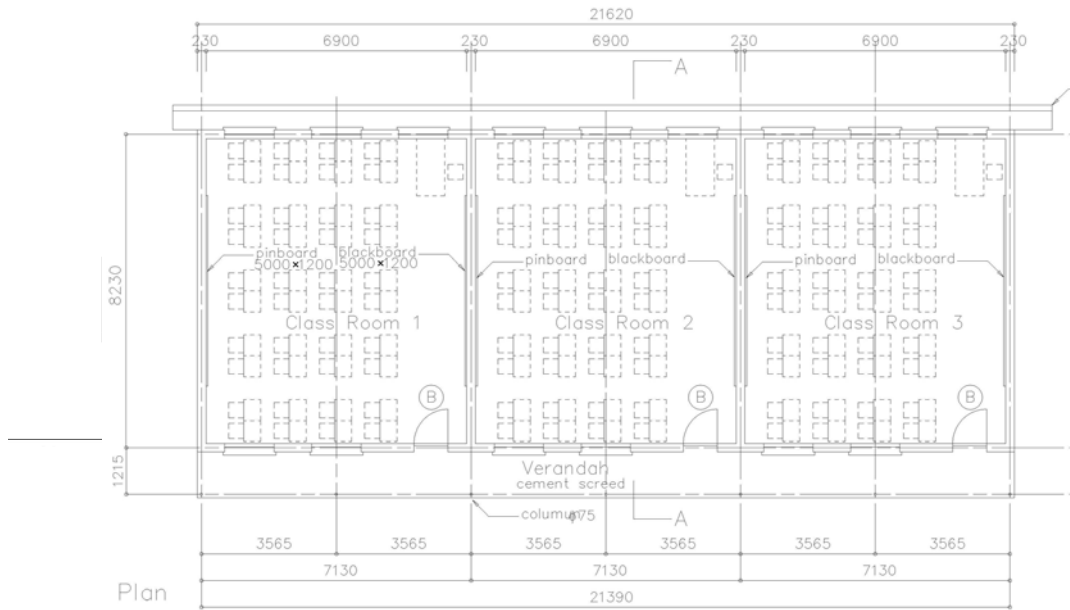 21620
230 6900 230 6900 230 6900 230
A
pinboard blackboard pinboard blackboard pinboard blackboard
5000×1200 5000×1200
8230
Class Room 1 Class Room 2 Class Room 3
B B B
1215
Verandah
cement screed
columum φ75
A
3565 3565 3565 3565 3565 3565
7130 7130 7130
Plan
21390